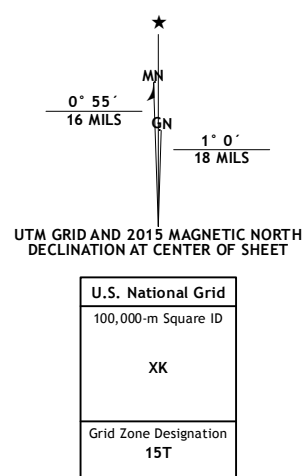 ★
MN
0° 55´
16 MILS
GN
1° 0´
18 MILS
UTM GRID AND 2015 MAGNETIC NORTH
DECLINATION AT CENTER OF SHEET
U.S. National Grid
100,000-m Square ID
XK
Grid Zone Designation
15T